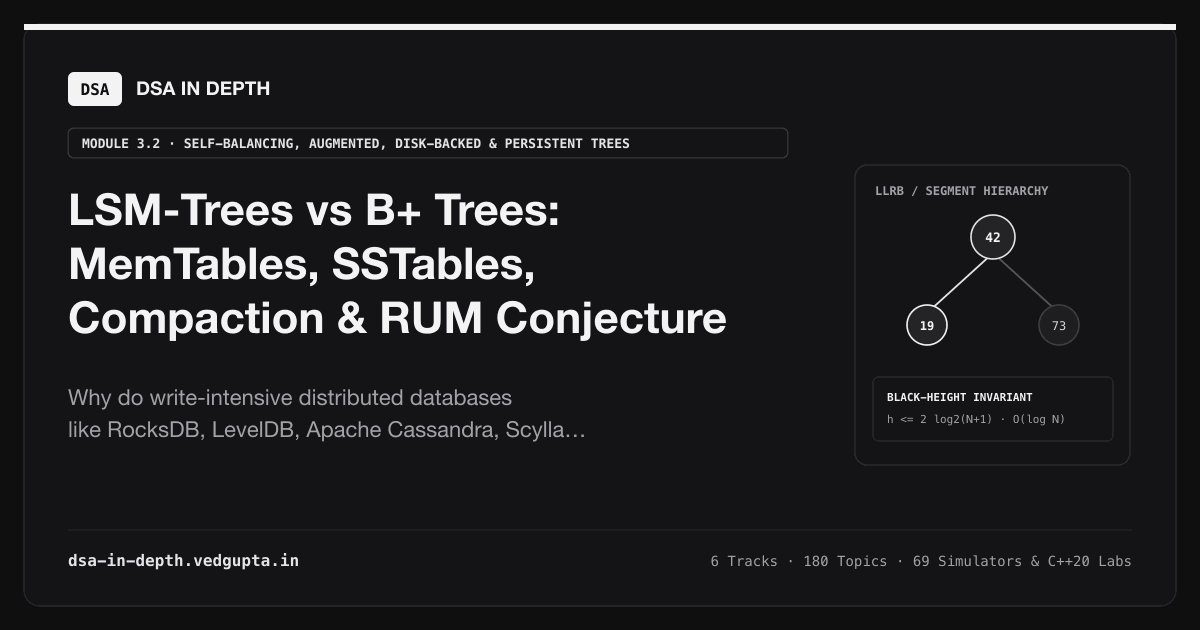 DSA DSA IN DEPTH
MODULE 3.2 · SELF-BALANCING, AUGMENTED, DISK-BACKED & PERSISTENT TREES
LSM-Trees vs B+ Trees:
MemTables, SSTables,
Compaction & RUM Conjecture
Why do write-intensive distributed databases
like RocksDB, LevelDB, Apache Cassandra, Scylla…
LLRB / SEGMENT HIERARCHY
42
19 73
BLACK-HEIGHT INVARIANT
h <= 2 log2(N+1) · O(log N)
dsa-in-depth.vedgupta.in
6 Tracks · 180 Topics · 69 Simulators & C++20 Labs